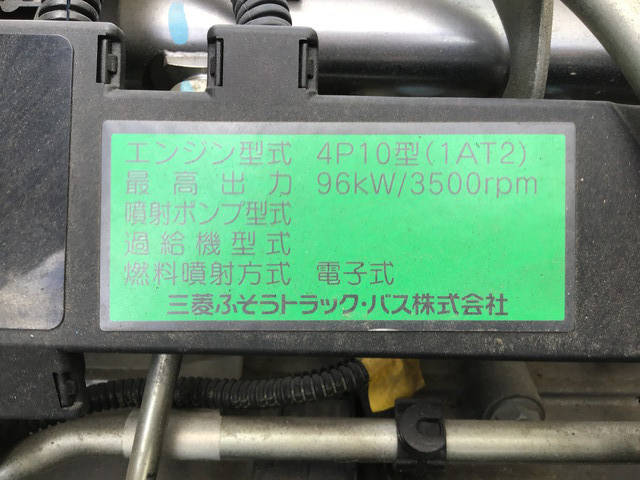 エンジン型式 4P10型(1AT2)
最高出力 96kW/3500rpm
噴射ポンプ型式
過給機型式
燃料噴射方式 電子式
三菱ふそうトラック・バス株式会社